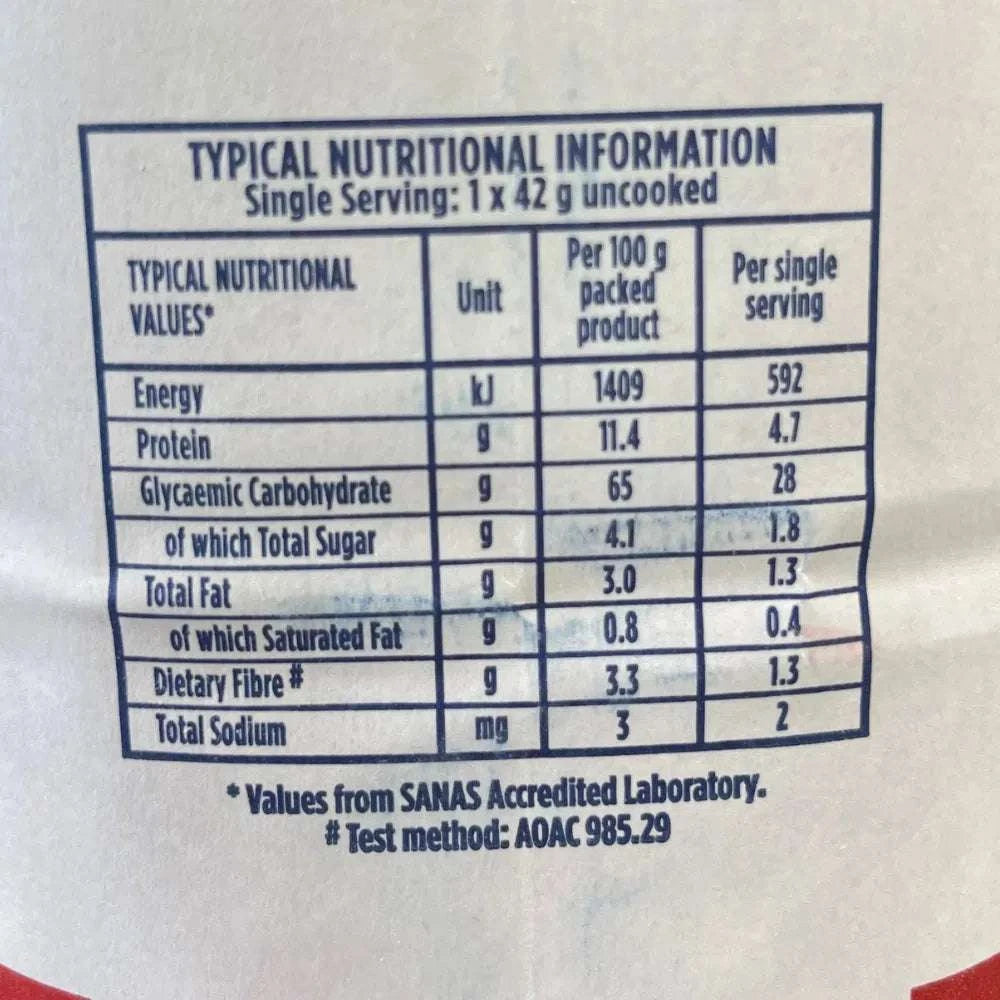 TYPICAL NUTRITIONAL INFORMATION
Single Serving: 1 x 42 g uncooked
TYPICAL NUTRITIONAL VALUES* Unit Per 100 g packed product Per single serving
Energy kJ 1409 592
Protein g 11.4 4.7
Glycaemic Carbohydrate g 65 28
of which Total Sugar g 4.1 1.8
Total Fat g 3.0 1.3
of which Saturated Fat g 0.8 0.4
Dietary Fibre # g 3.3 1.3
Total Sodium mg 3 2
* Values from SANAS Accredited Laboratory.
# Test method: AOAC 985.29